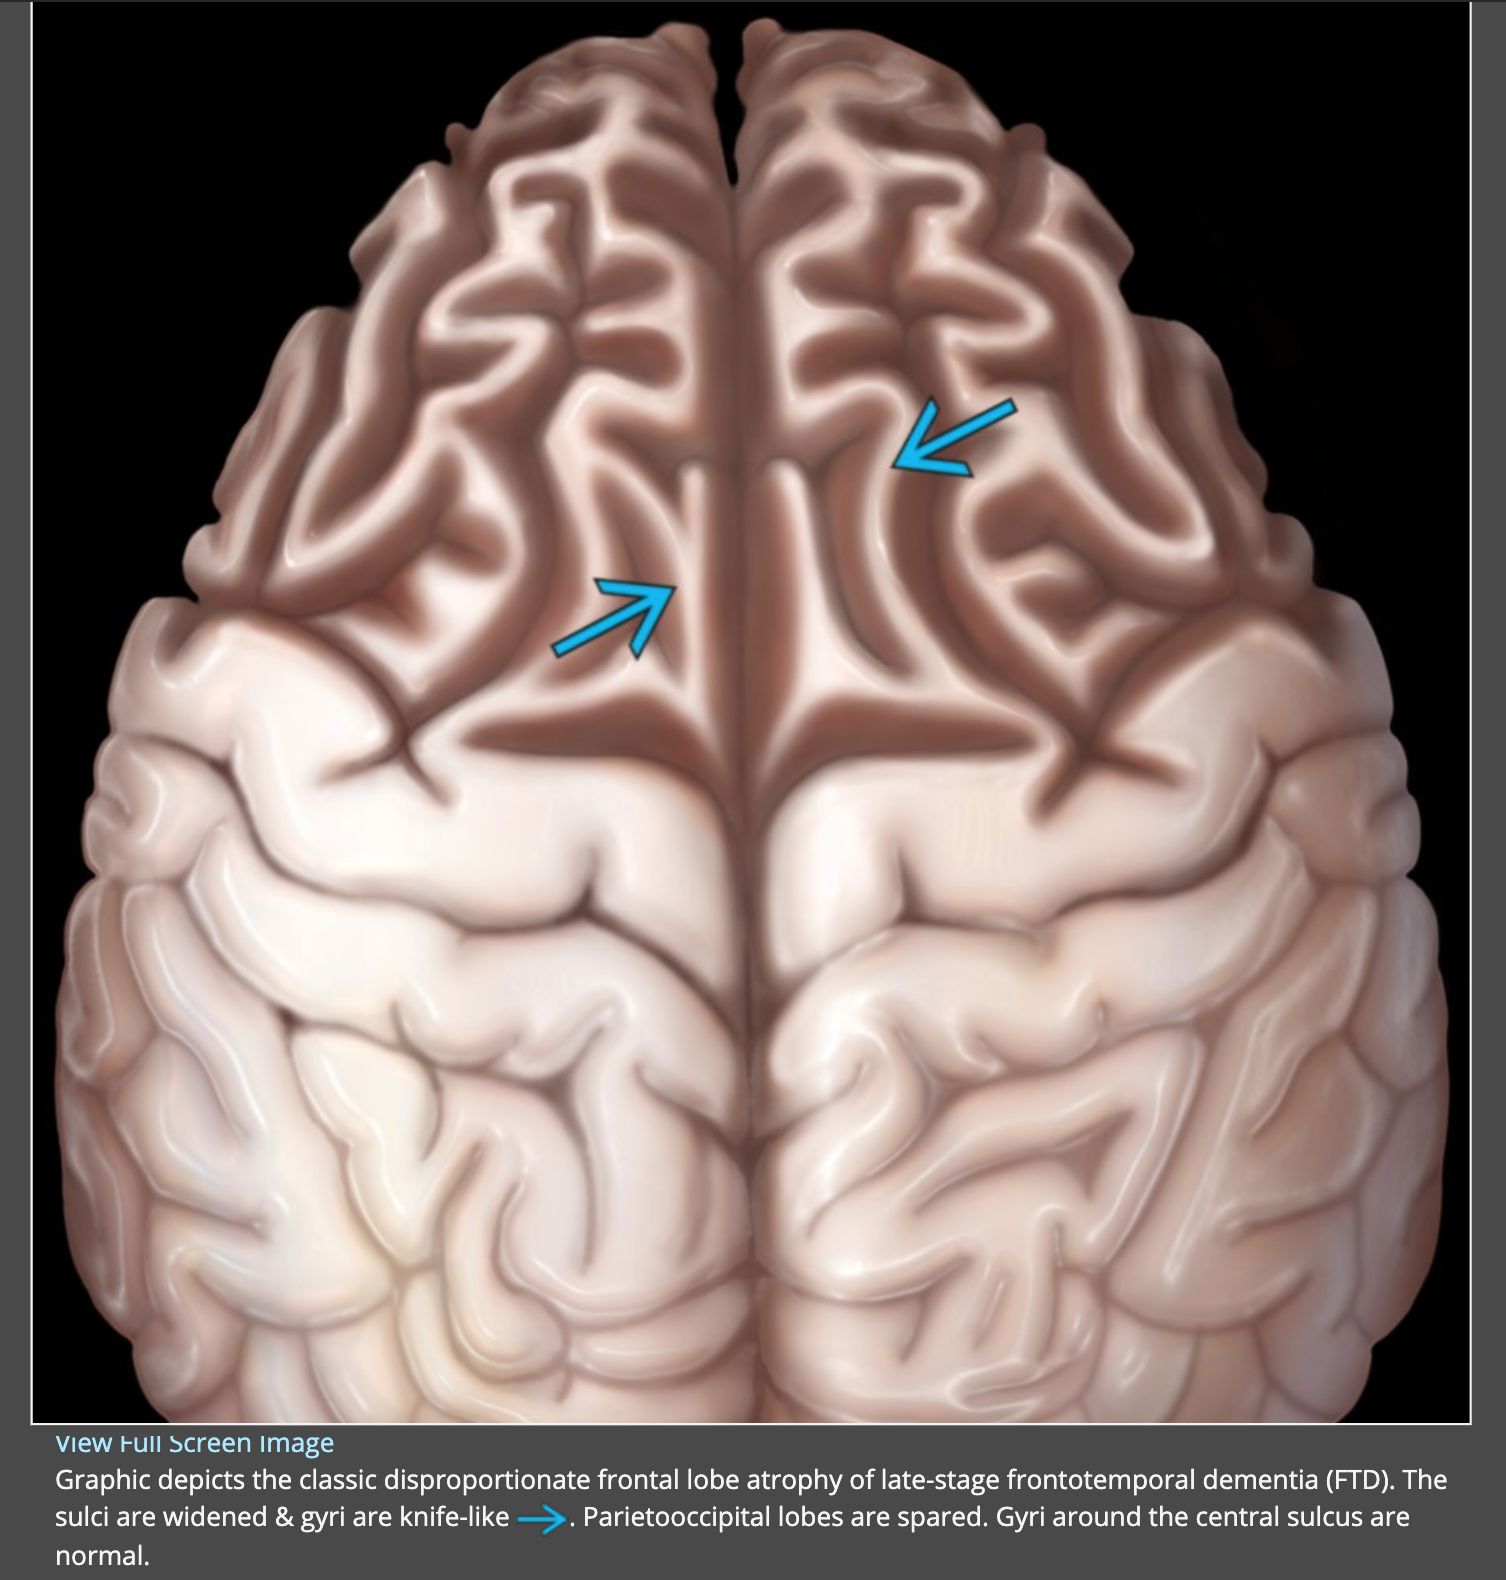 View Full Screen Image
Graphic depicts the classic disproportionate frontal lobe atrophy of late-stage frontotemporal dementia (FTD). The
sulci are widened & gyri are knife-like →. Parietooccipital lobes are spared. Gyri around the central sulcus are
normal.